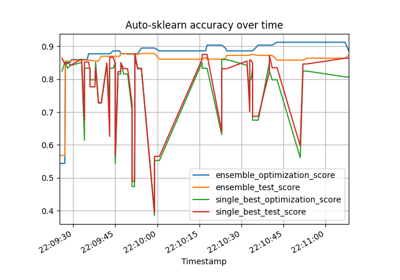 Auto-sklearn accuracy over time
0.9
0.8
0.7
0.6
0.5
0.4
ensemble_optimization_score
ensemble_test_score
single_best_optimization_score
single_best_test_score
22:09:30
22:09:45
22:10:00
22:10:15
22:10:30
22:10:45
22:11:00
Timestamp